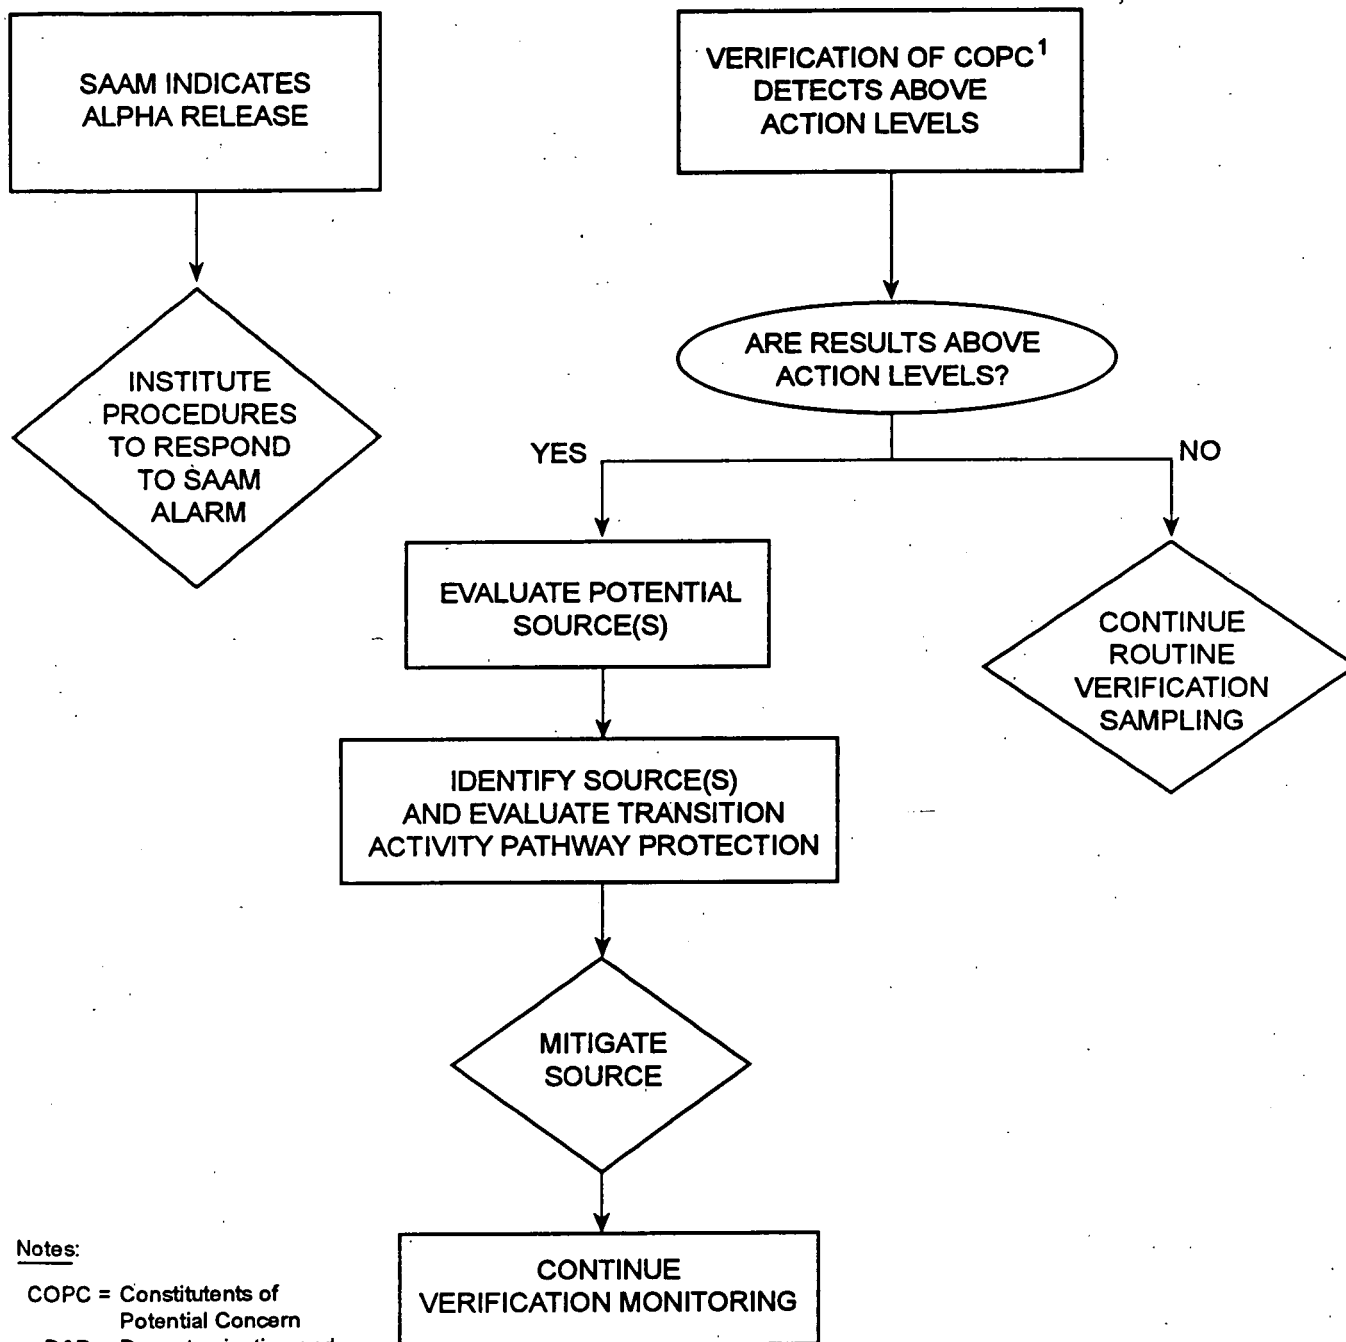 SAAM INDICATES
ALPHA RELEASE
INSTITUTE
PROCEDURES
TO RESPOND
TO SAAM
ALARM
VERIFICATION OF COPC¹
DETECTS ABOVE
ACTION LEVELS
ARE RESULTS ABOVE
ACTION LEVELS?
YES
NO
EVALUATE POTENTIAL
SOURCE(S)
CONTINUE
ROUTINE
VERIFICATION
SAMPLING
IDENTIFY SOURCE(S)
AND EVALUATE TRANSITION
ACTIVITY PATHWAY PROTECTION
MITIGATE
SOURCE
CONTINUE
VERIFICATION MONITORING
Notes:
COPC = Constitutents of
Potential Concern